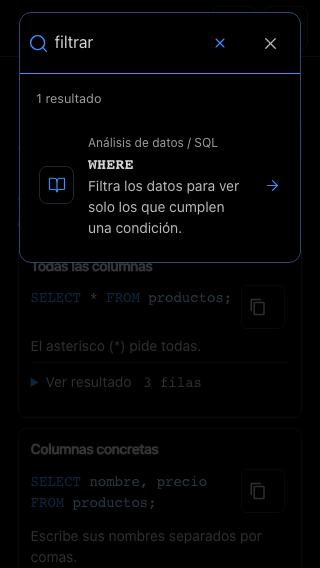 filtrar
1 resultado
Análisis de datos / SQL
WHERE
Filtra los datos para ver
solo los que cumplen
una condición.
Todas las columnas
SELECT * FROM productos;
El asterisco (*) pide todas.
Ver resultado 3 filas
Columnas concretas
SELECT nombre, precio
FROM productos;
Escribe sus nombres separados por
comas.